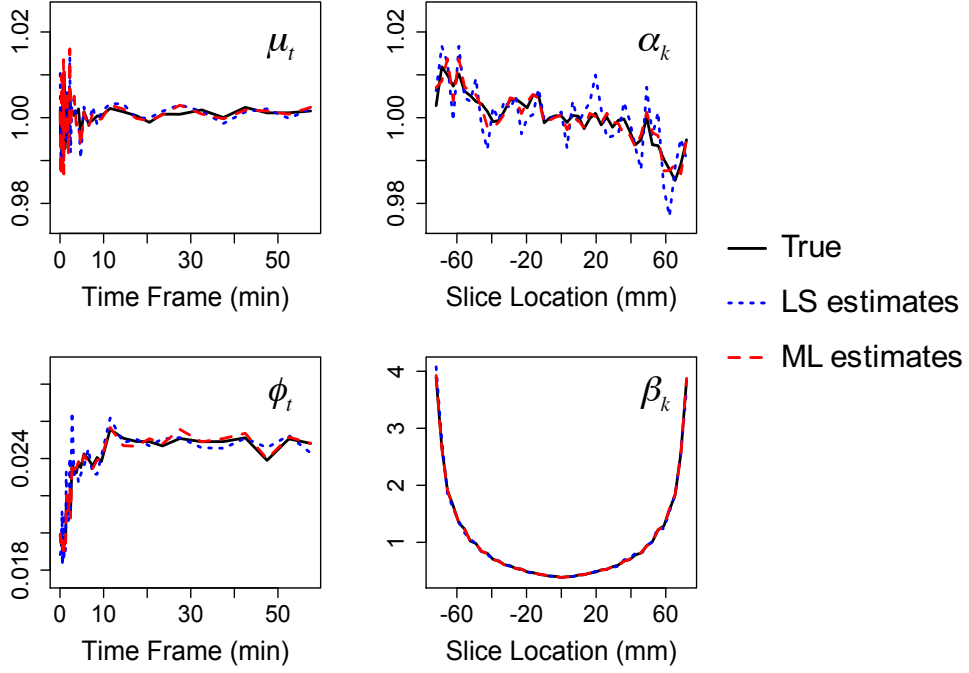 1.02
1.00
0.98
μt
0 10 30 50
Time Frame (min)
1.02
1.00
0.98
αk
-60 -20 20 60
Slice Location (mm)
True
LS estimates
ML estimates
0.024
0.018
ϕt
0 10 30 50
Time Frame (min)
4
3
2
1
βk
-60 -20 20 60
Slice Location (mm)